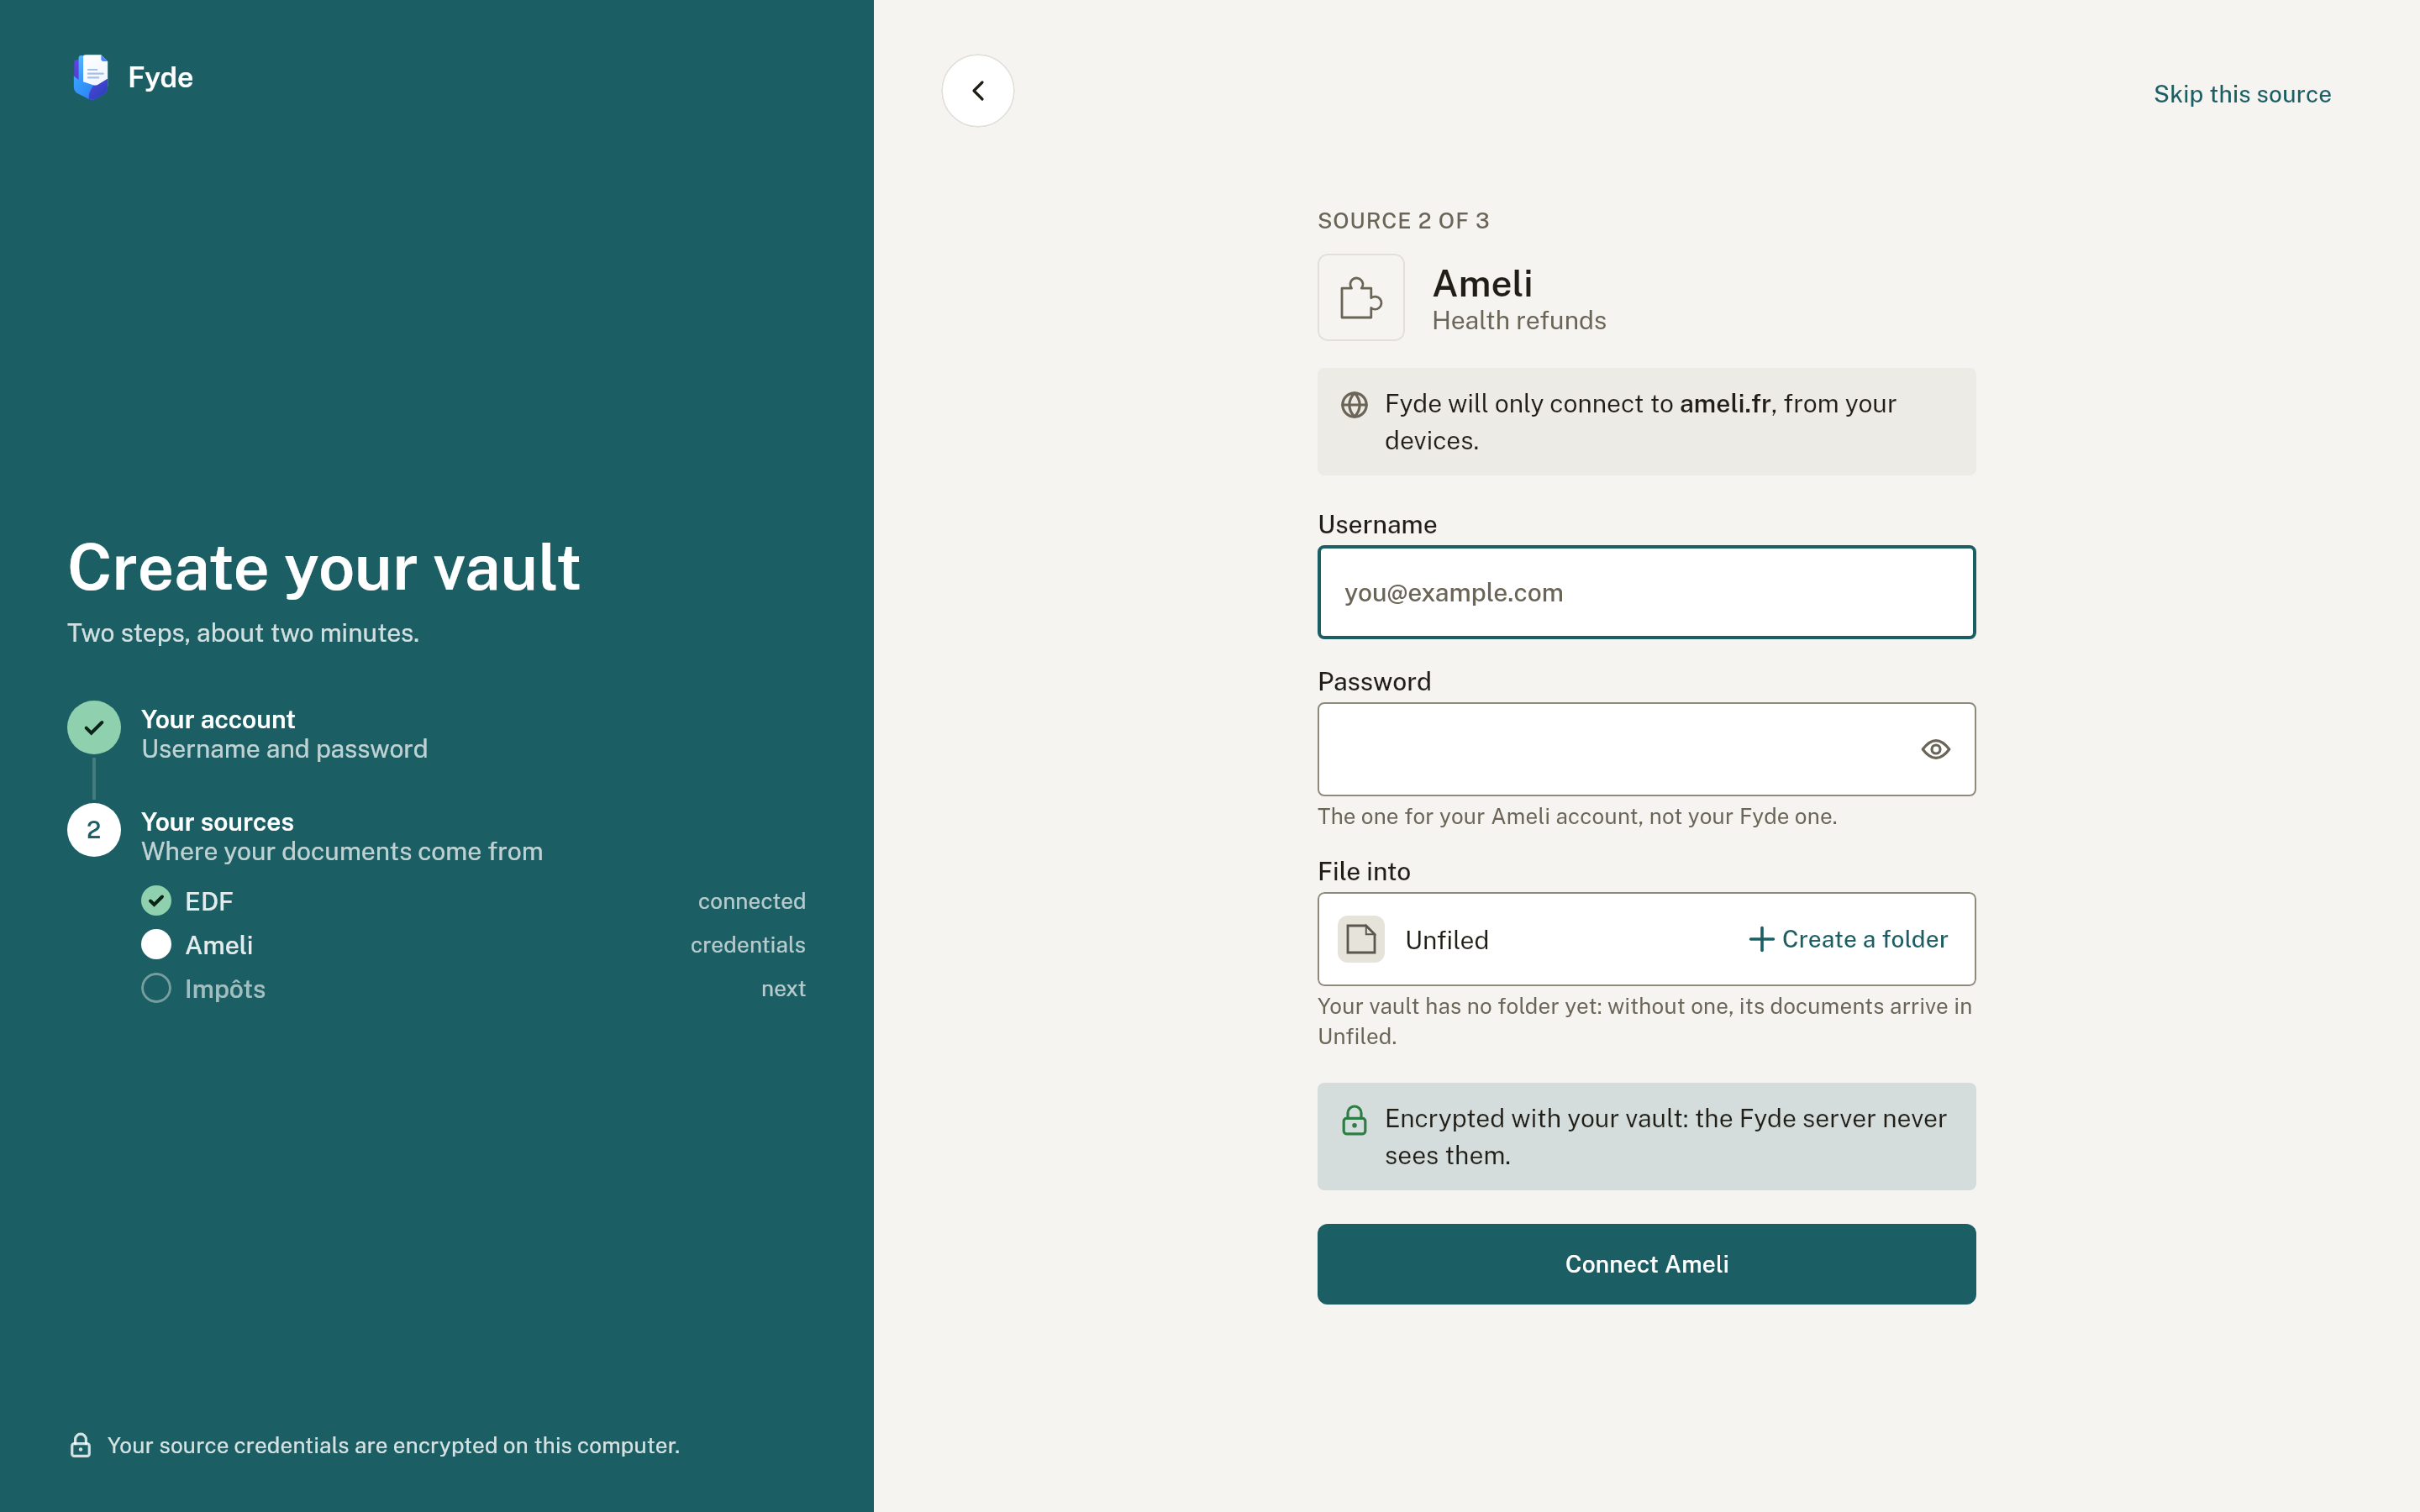 Fyde
Create your vault
Two steps, about two minutes.
Your account
Username and password
2
Your sources
Where your documents come from
EDF connected
Ameli credentials
Impôts next
Your source credentials are encrypted on this computer.
Skip this source
SOURCE 2 OF 3
Ameli
Health refunds
Fyde will only connect to ameli.fr, from your
devices.
Username
you@example.com
Password
The one for your Ameli account, not your Fyde one.
File into
Unfiled Create a folder
Your vault has no folder yet: without one, its documents arrive in
Unfiled.
Encrypted with your vault: the Fyde server never
sees them.
Connect Ameli